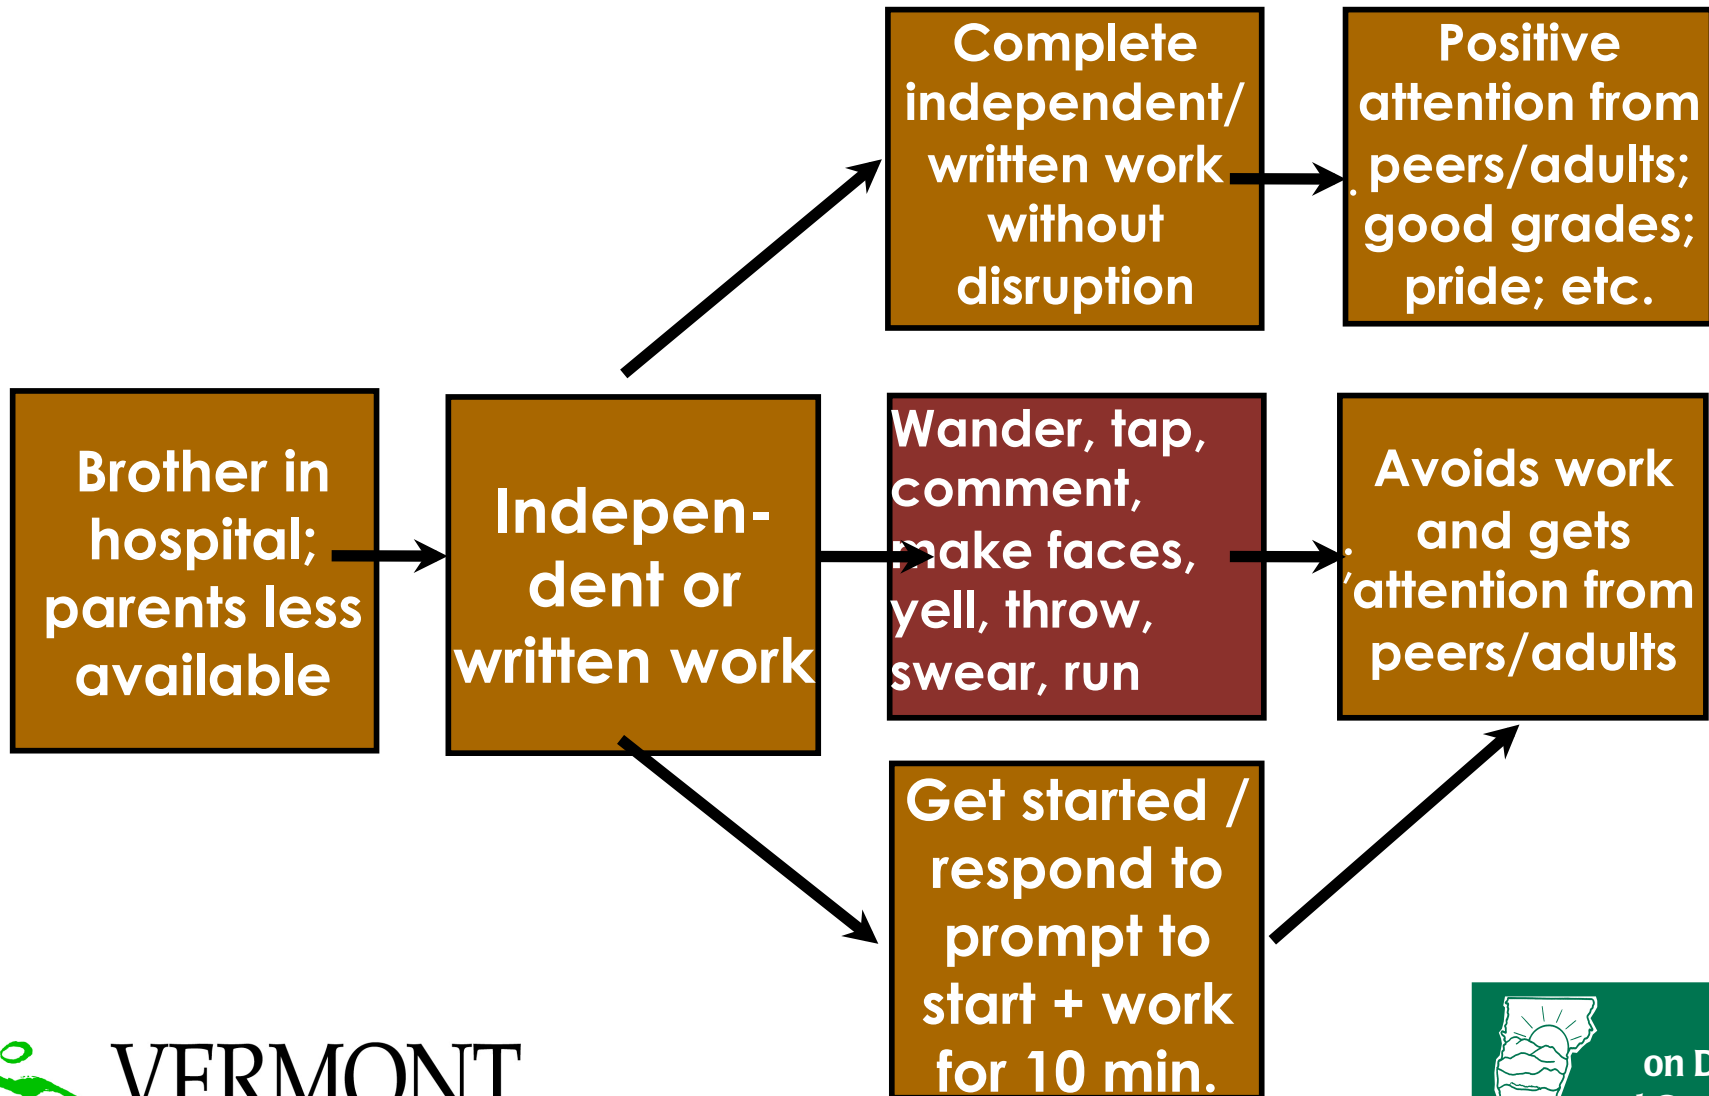 Complete
independent/
written work
without
disruption
Positive
attention from
peers/adults;
good grades;
pride; etc.
Brother in
hospital;
parents less
available
Indepen-
dent or
written work
Wander, tap,
comment,
make faces,
yell, throw,
swear, run
Avoids work
and gets
attention from
peers/adults
Get started /
respond to
prompt to
start + work
for 10 min.
VERMONT
on D